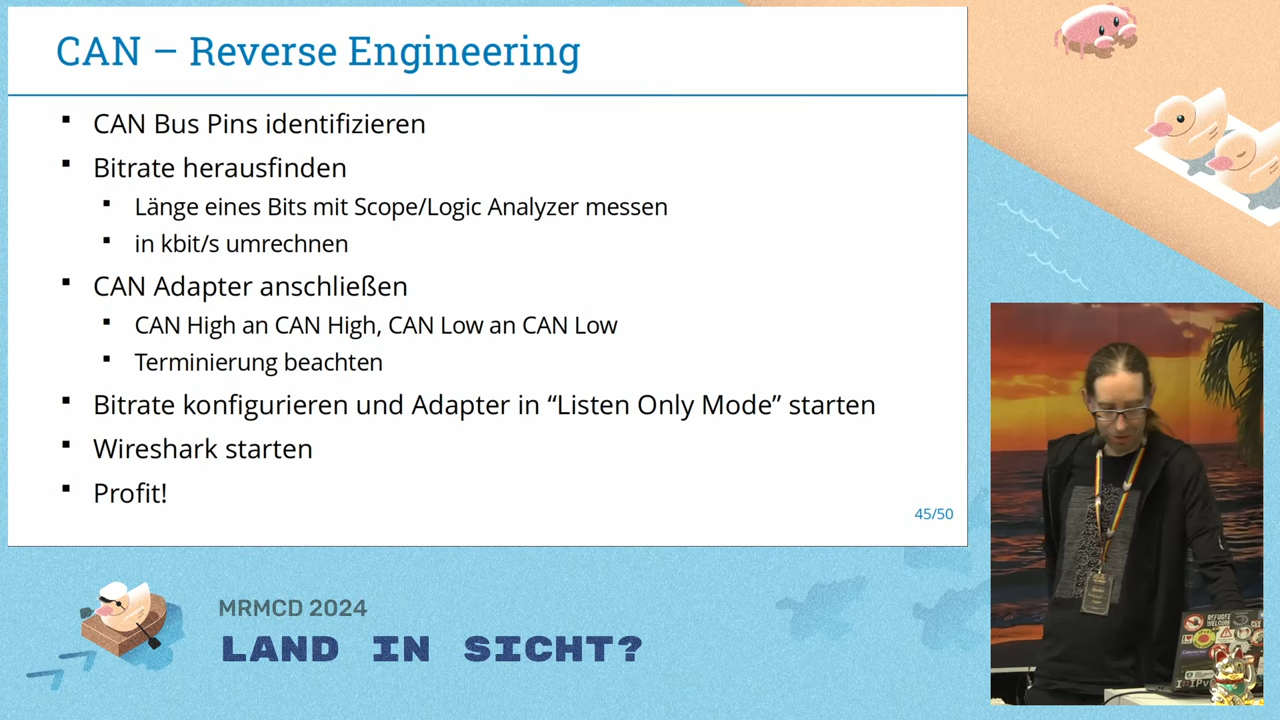 CAN – Reverse Engineering
▪ CAN Bus Pins identifizieren
▪ Bitrate herausfinden
▪ Länge eines Bits mit Scope/Logic Analyzer messen
▪ in kbit/s umrechnen
▪ CAN Adapter anschließen
▪ CAN High an CAN High, CAN Low an CAN Low
▪ Terminierung beachten
▪ Bitrate konfigurieren und Adapter in “Listen Only Mode” starten
▪ Wireshark starten
▪ Profit!
45/50
MRMCD 2024
LAND IN SICHT?
REFUGEE
WELCOME